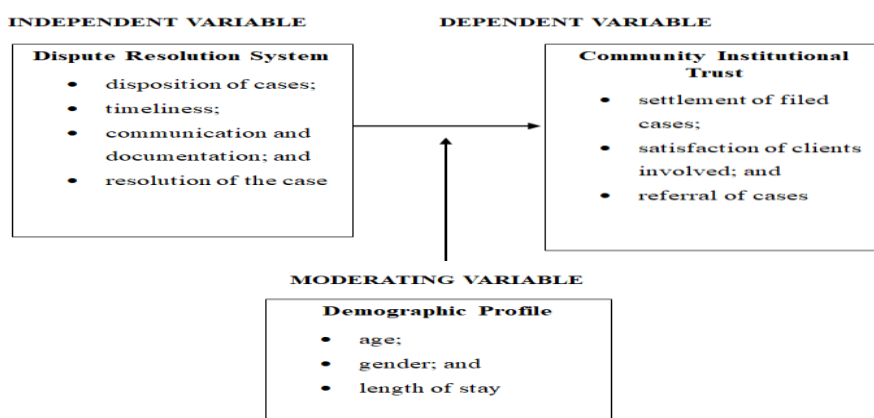 INDEPENDENT VARIABLE
Dispute Resolution System
• disposition of cases;
• timeliness;
• communication and
documentation; and
• resolution of the case
DEPENDENT VARIABLE
Community Institutional
Trust
• settlement of filed
cases;
• satisfaction of clients
involved; and
• referral of cases
MODERATING VARIABLE
Demographic Profile
• age;
• gender; and
• length of stay